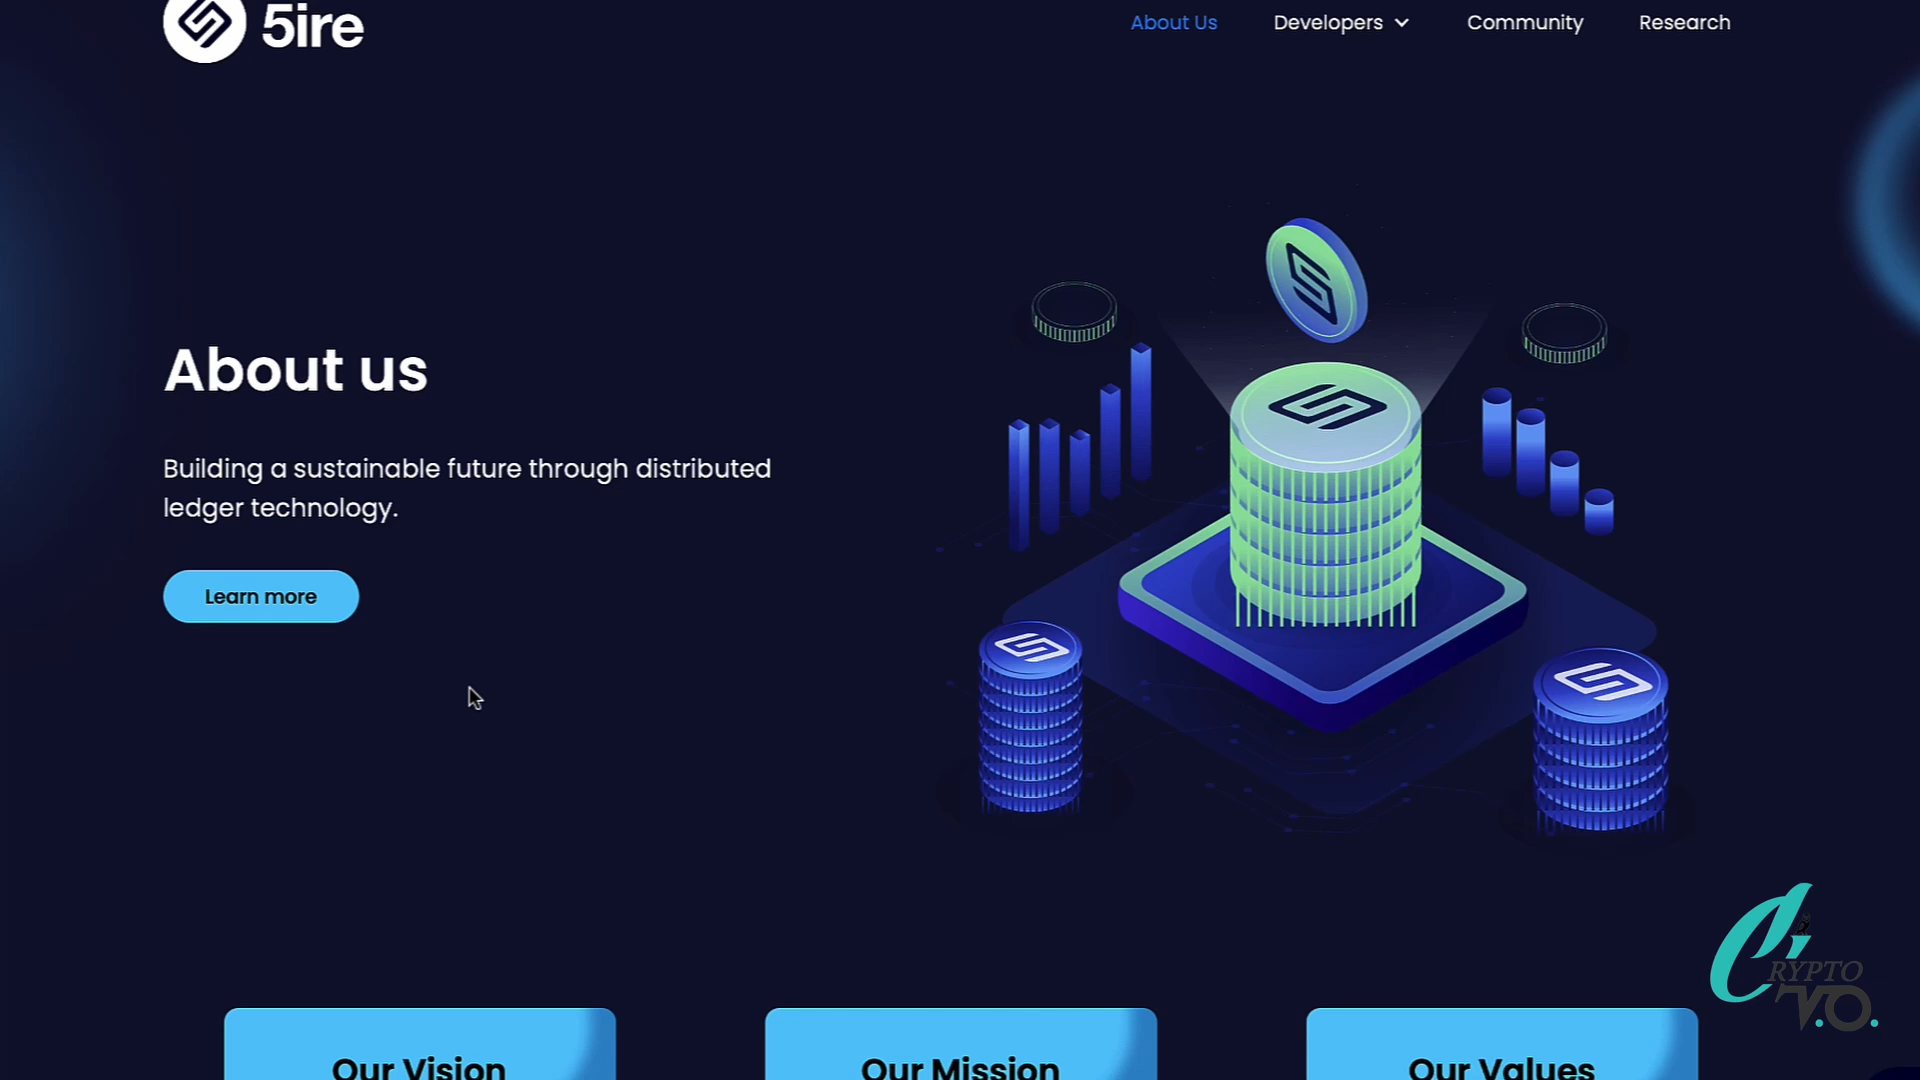 5ire
About Us
Developers
Community
Research
About us
Building a sustainable future through distributed
ledger technology.
Learn more
Our Vision
Our Mission
Our Values
CRYPTO
V.O.